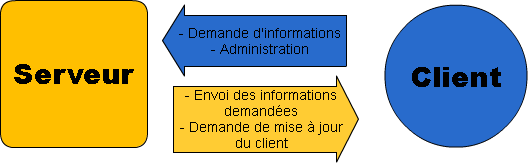 Serveur
- Demande d'informations
- Administration
- Envoi des informations
demandées
- Demande de mise à jour
du client
Client